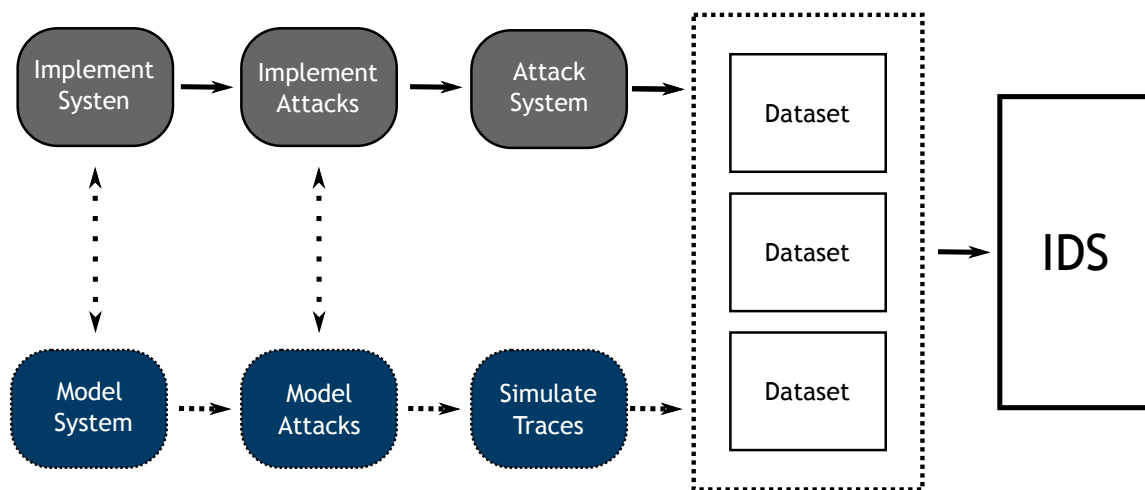 Implement
Systen
Implement
Attacks
Attack
System
Dataset
Dataset
Dataset
IDS
Model
System
Model
Attacks
Simulate
Traces